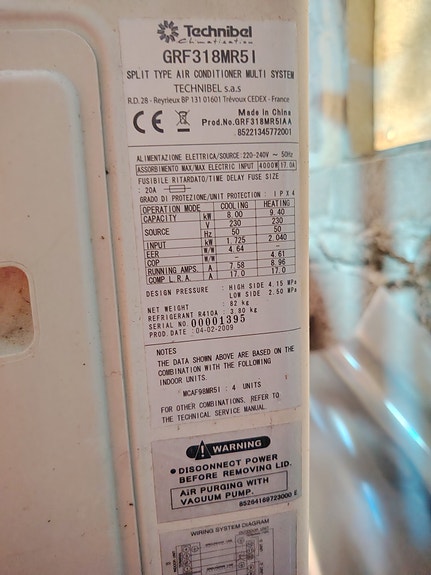 Technibel
Climatisation
GRF318MR5I
SPLIT TYPE AIR CONDITIONER MULTI SYSTEM
TECHNIBEL s.a.s
R.D. 28 - Reyrieux BP 131 01601 Trévoux CEDEX - France
CE Made in China
Prod.No.GRF318MR5IAA
85221345772001
ALIMENTAZIONE ELETTRICA/SOURCE:220-240V ~ 50Hz
ASSORBIMENTO MAX/MAX ELECTRIC INPUT 4000W 17.0A
FUSIBILE RITARDATO/TIME DELAY FUSE SIZE
20A
GRADO DI PROTEZIONE/UNIT PROTECTION : IPX4
OPERATION MODE COOLING HEATING
CAPACITY kW 8.00 9.40
SOURCE V 230 230
Hz 50 50
INPUT kW 1.725 2.040
EER W/W 4.64 -
COP W/W - 4.61
RUNNING AMPS. A 7.58 8.96
COMP L.R.A. A 17.0 17.0
DESIGN PRESSURE : HIGH SIDE 4.15 MPa
LOW SIDE 2.50 MPa
NET WEIGHT : 82 kg
REFRIGERANT R410A : 3.80 kg
SERIAL NO. 00001395
PROD. DATE : 04-02-2009
NOTES
THE DATA SHOWN ABOVE ARE BASED ON THE
COMBINATION WITH THE FOLLOWING
INDOOR UNITS.
MCAF98MR5I : 4 UNITS
FOR OTHER COMBINATIONS, REFER TO
THE TECHNICAL SERVICE MANUAL.
WARNING
• DISCONNECT POWER
BEFORE REMOVING LID.
AIR PURGING WITH
VACUUM PUMP.
85264169723000 E
WIRING SYSTEM DIAGRAM